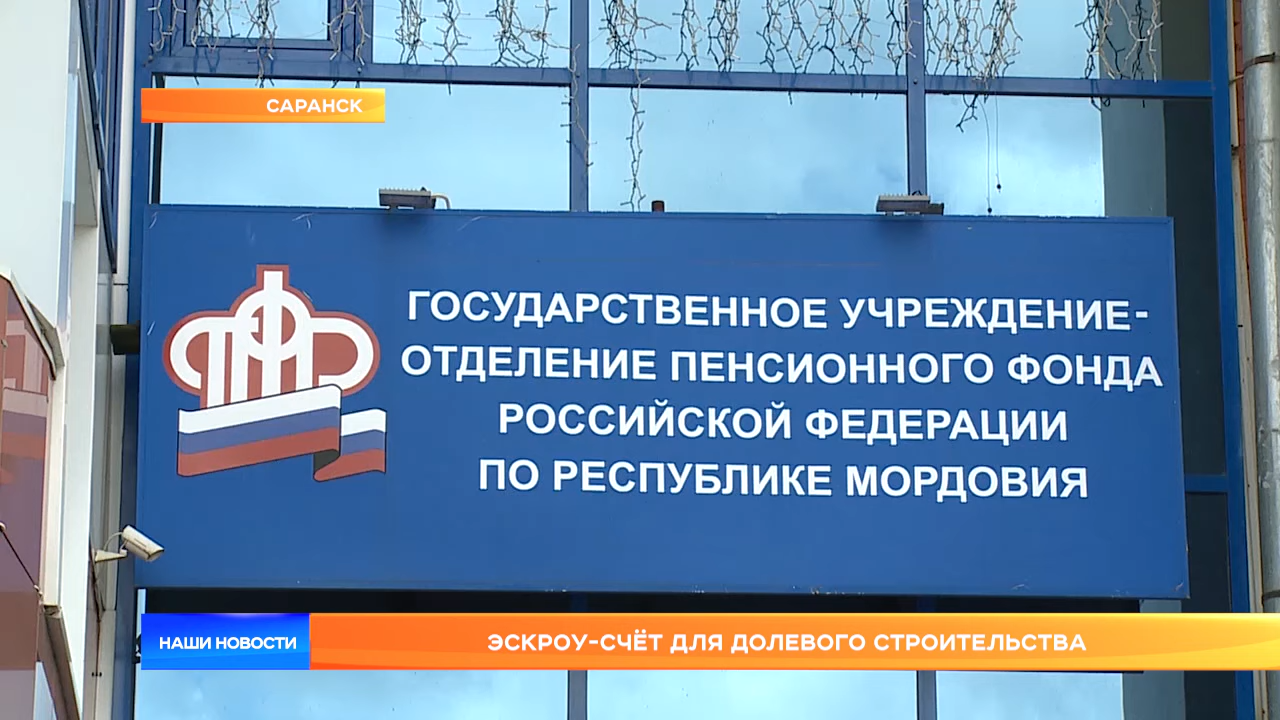 САРАНСК
ГОСУДАРСТВЕННОЕ УЧРЕЖДЕНИЕ-
ОТДЕЛЕНИЕ ПЕНСИОННОГО ФОНДА
РОССИЙСКОЙ ФЕДЕРАЦИИ
ПО РЕСПУБЛИКЕ МОРДОВИЯ
НАШИ НОВОСТИ
ЭСКРОУ-СЧЁТ ДЛЯ ДОЛЕВОГО СТРОИТЕЛЬСТВА